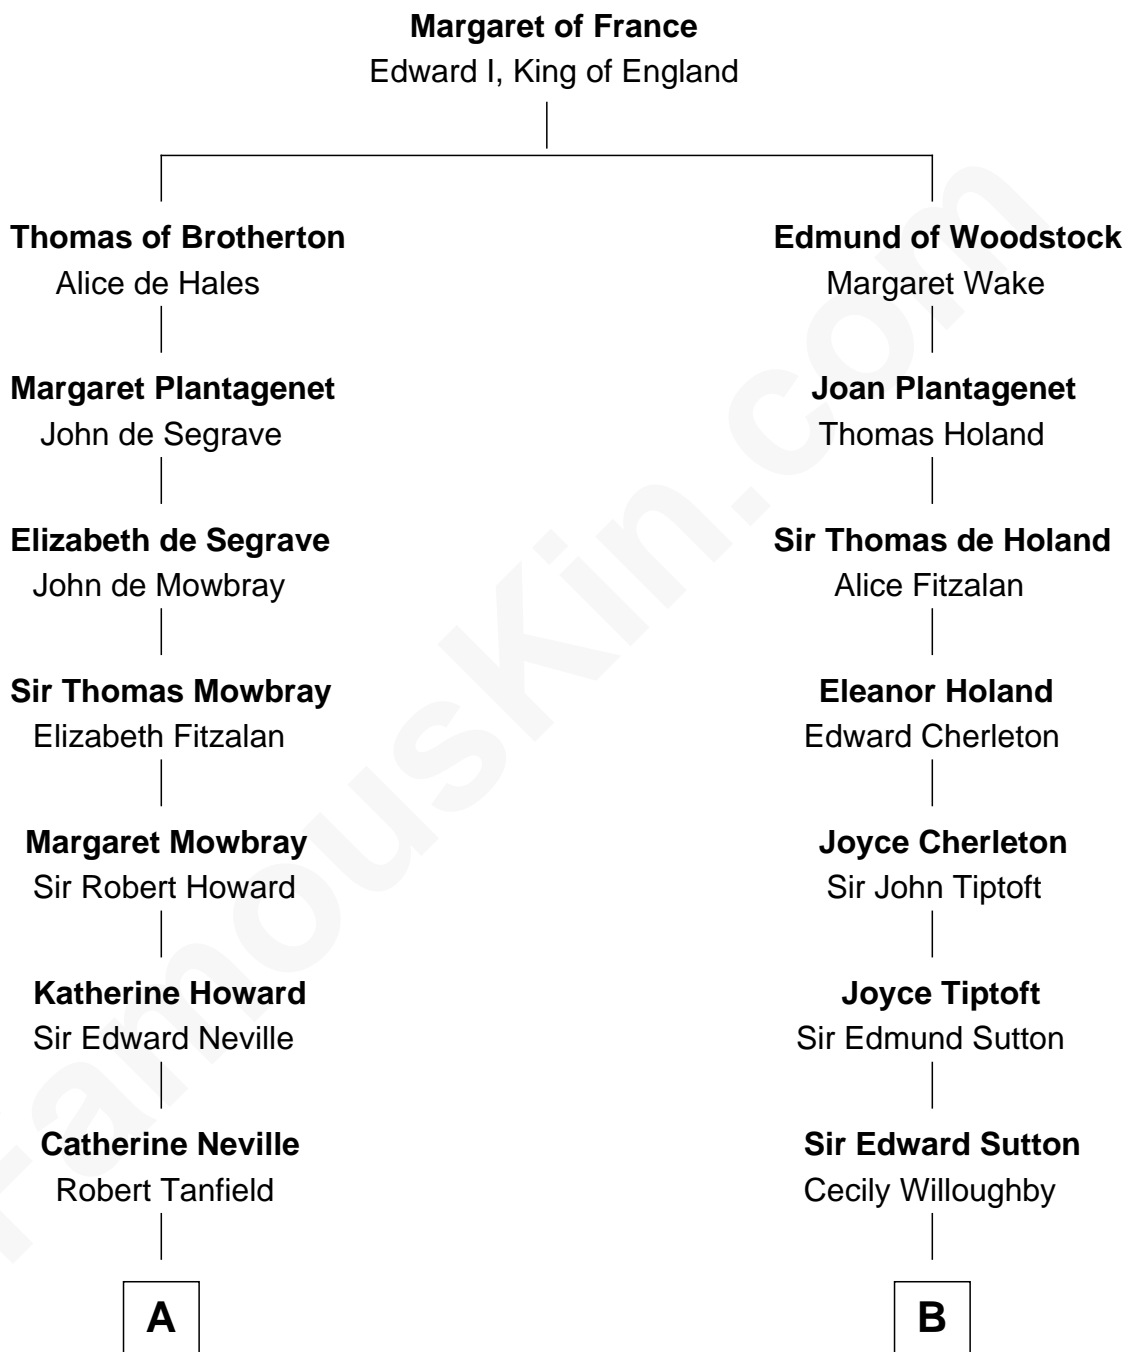 Margaret of France
Edward I, King of England
Thomas of Brotherton
Alice de Hales
Edmund of Woodstock
Margaret Wake
Margaret Plantagenet
John de Segrave
Joan Plantagenet
Thomas Holand
Elizabeth de Segrave
John de Mowbray
Sir Thomas de Holand
Alice Fitzalan
Sir Thomas Mowbray
Elizabeth Fitzalan
Eleanor Holand
Edward Cherleton
Margaret Mowbray
Sir Robert Howard
Joyce Cherleton
Sir John Tiptoft
Katherine Howard
Sir Edward Neville
Joyce Tiptoft
Sir Edmund Sutton
Catherine Neville
Robert Tanfield
Sir Edward Sutton
Cecily Willoughby
A
B
FamousKin.com